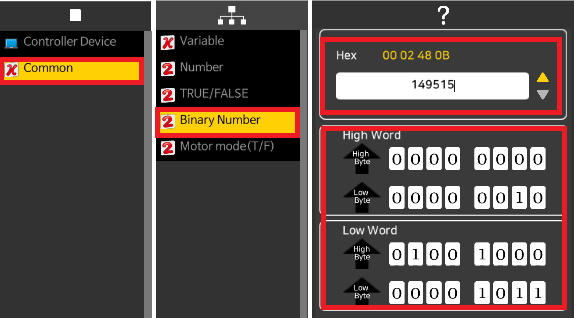 Controller Device
Common
Variable
Number
TRUE/FALSE
Binary Number
Motor mode(T/F)
?
Hex 00 02 48 0B
149515
High Word
High Byte 0 0 0 0 0 0 0 0
Low Byte 0 0 0 0 0 0 1 0
Low Word
High Byte 0 1 0 0 1 0 0 0
Low Byte 0 0 0 0 1 0 1 1